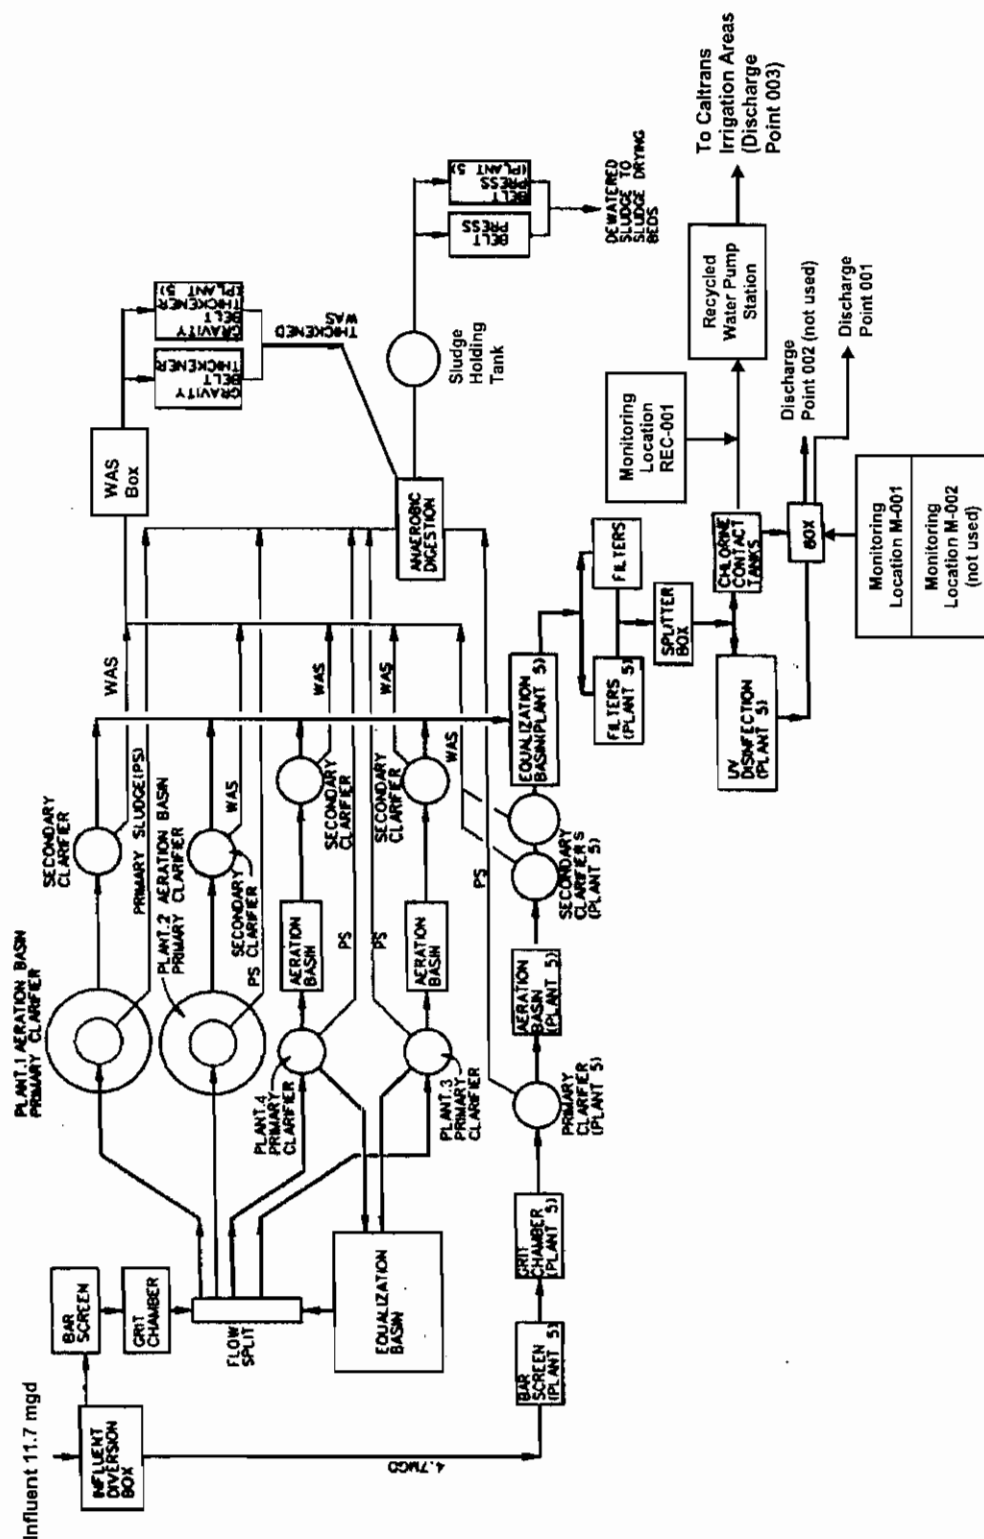 Influent 11.7 mgd
INFLUENT
DIVERSION
BOX
BAR
SCREEN
GRIT
CHAMBER
FLOW
SPLIT
EQUALIZATION
BASIN
4.7MGD
BAR
SCREEN
(PLANT 5)
GRIT
CHAMBER
(PLANT 5)
PRIMARY
CLARIFIER
(PLANT 5)
AERATION
BASIN
(PLANT 5)
SECONDARY
CLARIFIER'S
(PLANT 5)
PLANT.1 AERATION BASIN
PRIMARY CLARIFIER
SECONDARY
CLARIFIER
PRIMARY SLUDGE(PS)
WAS
PLANT.2 AERATION BASIN
PRIMARY CLARIFIER
SECONDARY
CLARIFIER
PS
WAS
PLANT.4
PRIMARY
CLARIFIER
AERATION
BASIN
SECONDARY
CLARIFIER
WAS
PS
PLANT.3
PRIMARY
CLARIFIER
AERATION
BASIN
SECONDARY
CLARIFIER
WAS
PS
WAS
PS
WAS
Box
GRAVITY
BELT
THICKENER
GRAVITY
BELT
THICKENER
(PLANT 5)
THICKENED
WAS
ANAEROBIC
DIGESTION
Sludge
Holding
Tank
BELT
PRESS
BELT
PRESS
(PLANT 5)
DEWATERED
SLUDGE TO
SLUDGE DRYING
BEDS
EQUALIZATION
BASIN(PLANT 5)
FILTERS
(PLANT 5)
FILTERS
SPLITTER
BOX
UV
DISINFECTION
(PLANT 5)
CHLORINE
CONTACT
TANKS
Monitoring
Location
REC-001
Recycled
Water Pump
Station
To Caltrans
Irrigation Areas
(Discharge
Point 003)
BOX
Discharge
Point 002 (not used)
Discharge
Point 001
Monitoring
Location M-001
Monitoring
Location M-002
(not used)